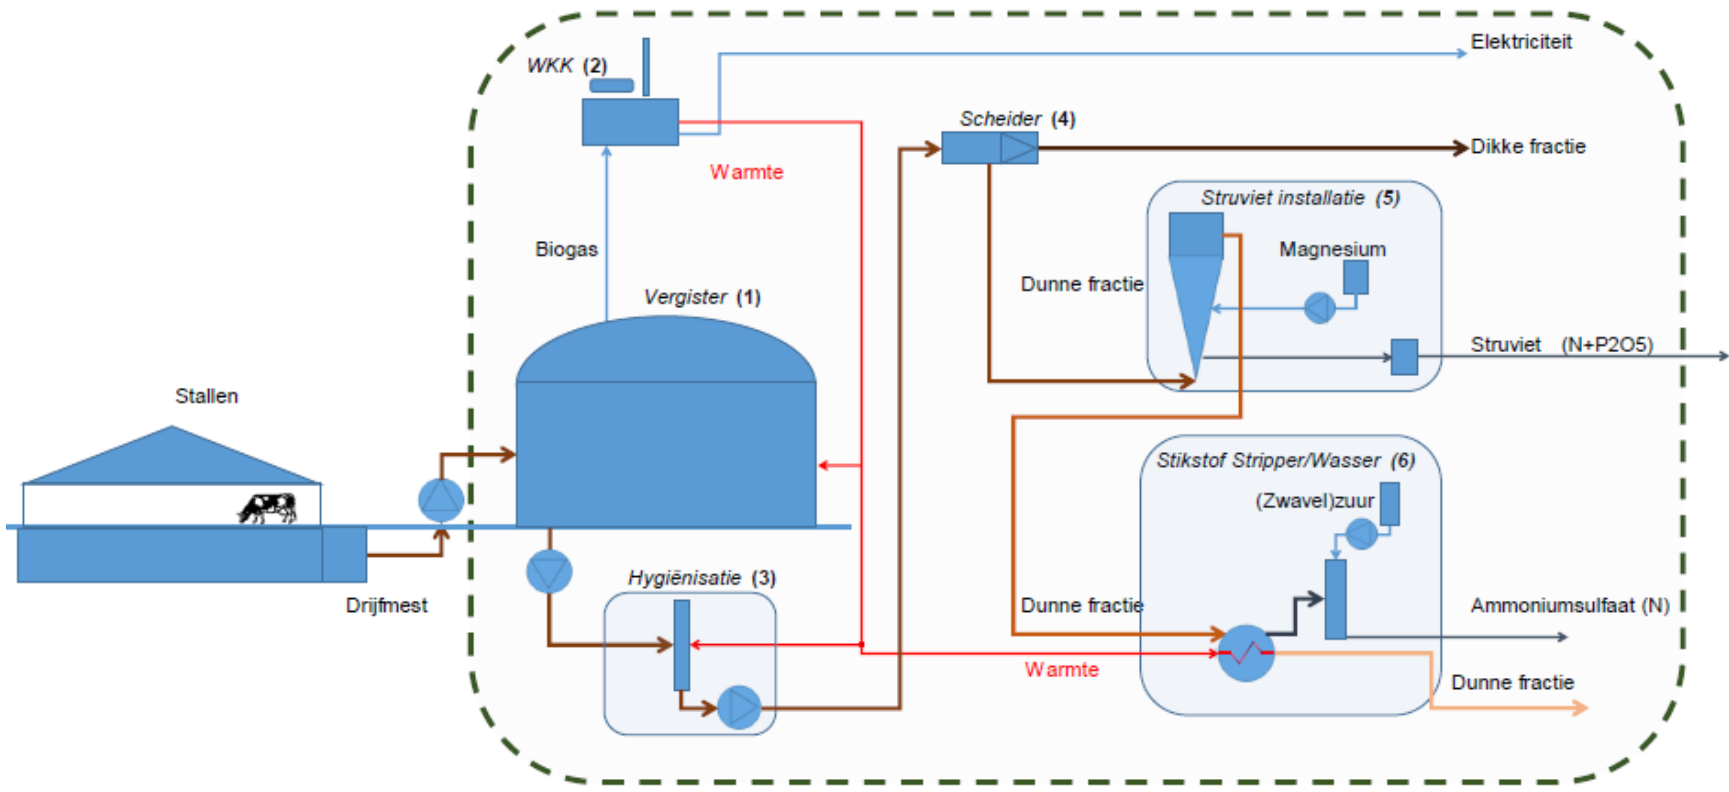 Elektriciteit
WKK (2)
Scheider (4)
Dikke fractie
Warmte
Struviet installatie (5)
Biogas
Magnesium
Dunne fractie
Vergister (1)
Struviet (N+P2O5)
Stallen
Stikstof Stripper/Wasser (6)
(Zwavel)zuur
Hygiënisatie (3)
Drijfmest
Dunne fractie
Ammoniumsulfaat (N)
Warmte
Dunne fractie